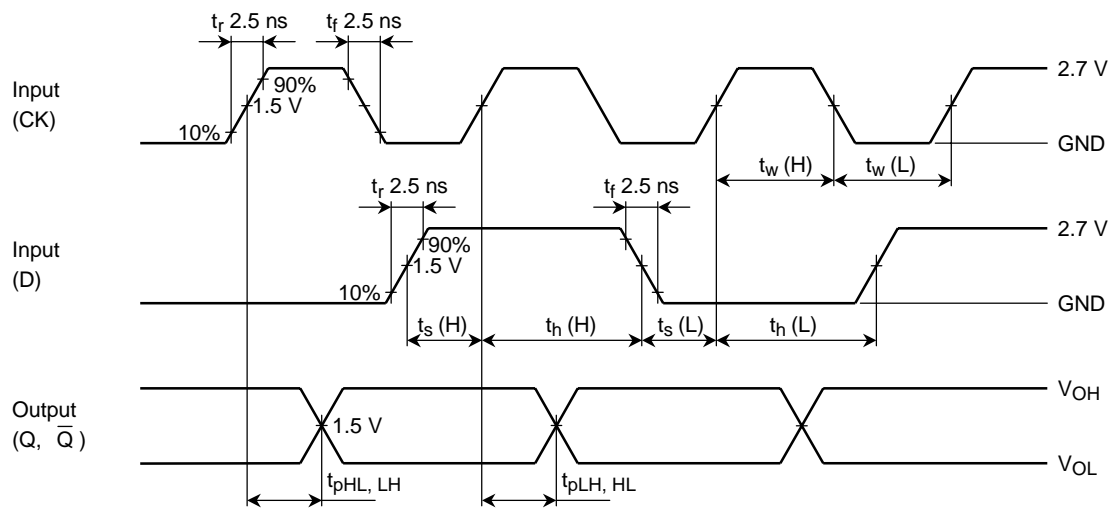 tr 2.5 ns
tf 2.5 ns
Input
(CK)
90%
1.5 V
10%
2.7 V
GND
tw (H)
tw (L)
tr 2.5 ns
tf 2.5 ns
Input
(D)
90%
1.5 V
10%
2.7 V
GND
ts (H)
th (H)
ts (L)
th (L)
Output
(Q, Q̅ )
1.5 V
VOH
VOL
tpHL, LH
tpLH, HL